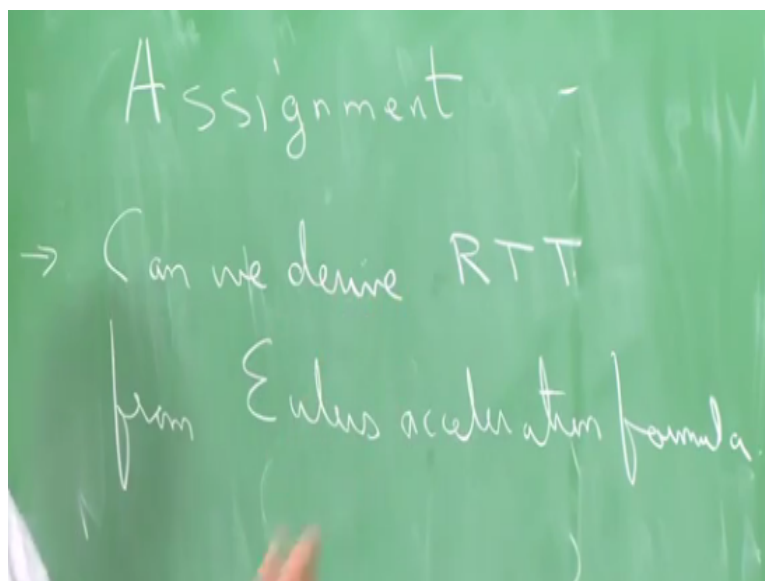 Assignment -
→ Can we derive RTT
from Eulers acceleration formula.